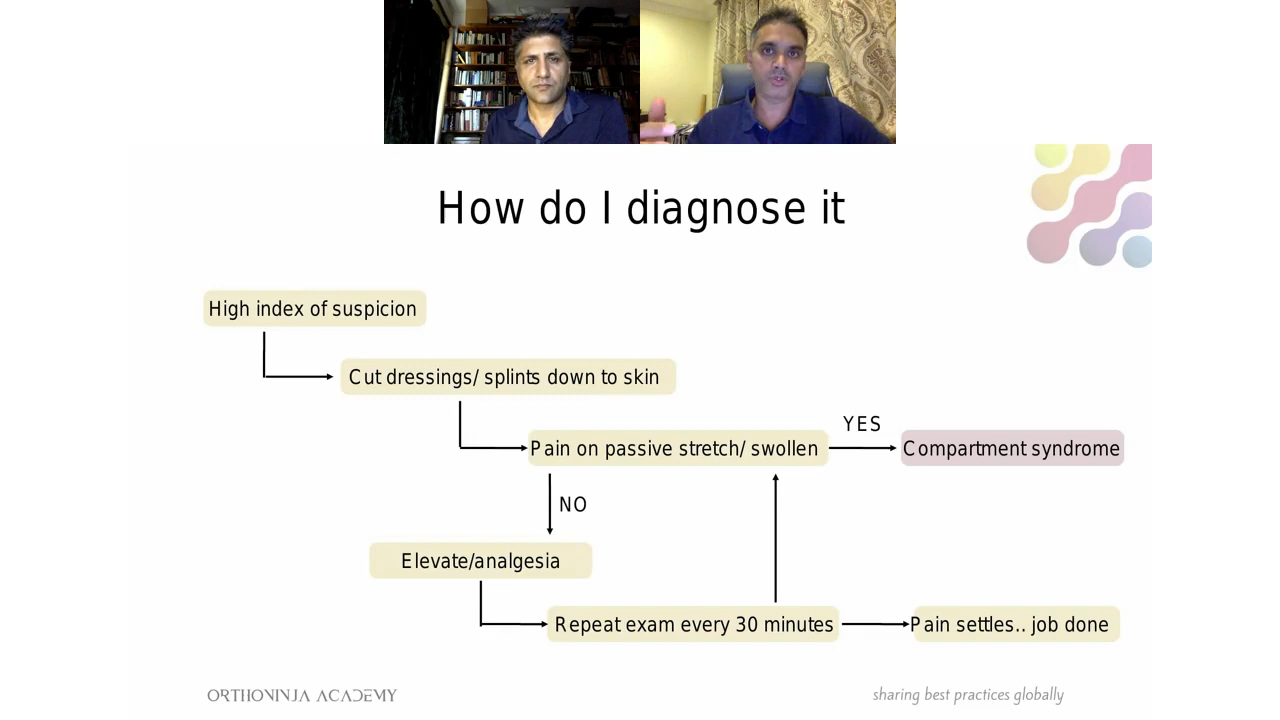 How do I diagnose it
High index of suspicion
Cut dressings/ splints down to skin
YES
Pain on passive stretch/ swollen
Compartment syndrome
NO
Elevate/analgesia
Repeat exam every 30 minutes
Pain settles.. job done
ORTHONINJA ACADEMY
sharing best practices globally